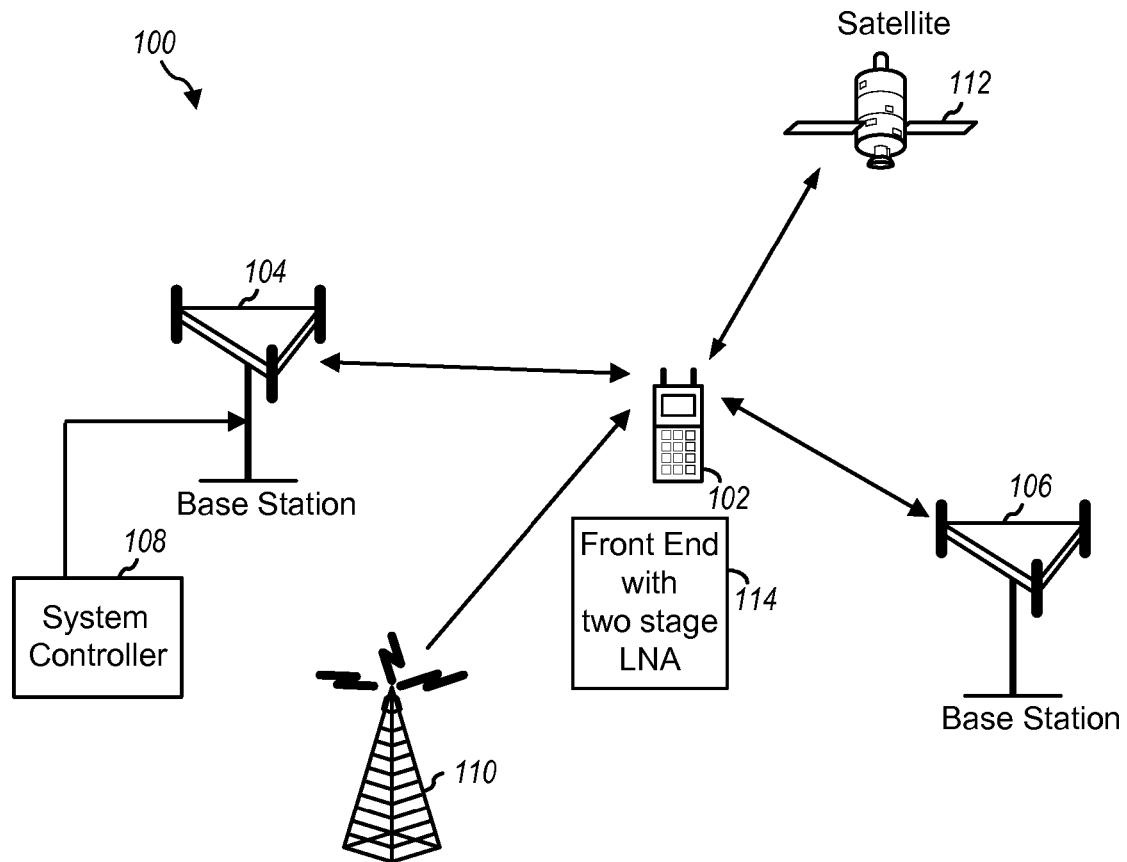 100
Satellite
112
104
Base Station
102
106
108
System
Controller
Front End
with
two stage
LNA
114
Base Station
110